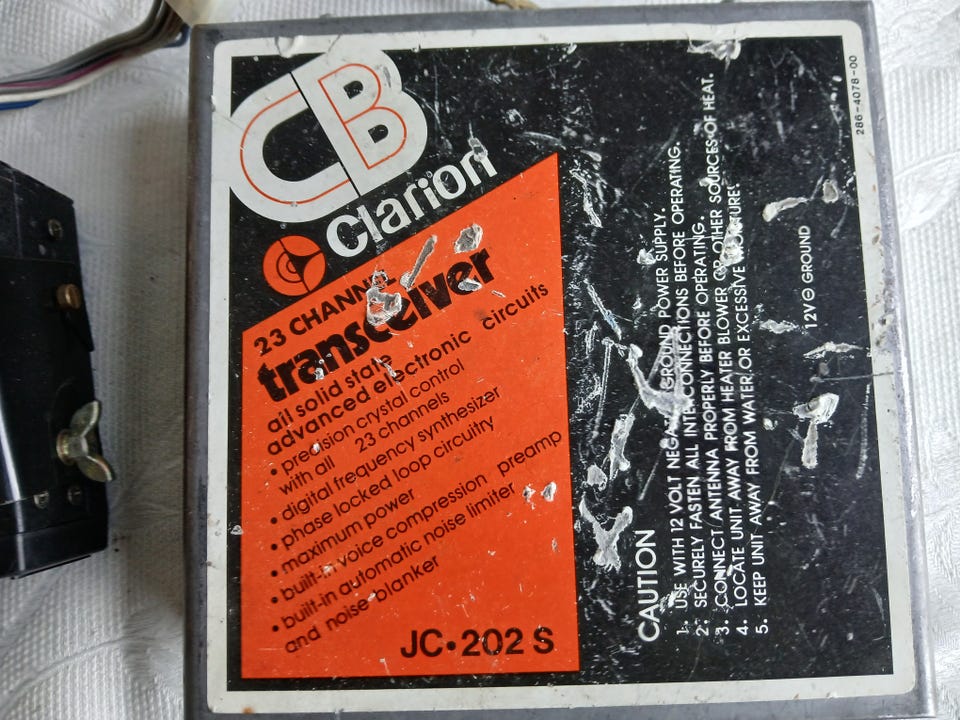 CB
Clarion
23 CHANNEL
transceiver
all solid state
advanced electronic circuits
• precision crystal control
with all 23 channels
• digital frequency synthesizer
• phase locked loop circuitry
• maximum power
• built-in voice compression preamp
• built-in automatic noise limiter
and noise blanker
JC•202 S
CAUTION
1. USE WITH 12 VOLT NEGATIVE GROUND POWER SUPPLY.
2. SECURELY FASTEN ALL INTERCONNECTIONS BEFORE OPERATING.
3. CONNECT ANTENNA PROPERLY BEFORE OPERATING.
4. LOCATE UNIT AWAY FROM HEATER BLOWER OR OTHER SOURCES OF HEAT.
5. KEEP UNIT AWAY FROM WATER OR EXCESSIVE MOISTURE.
12V⊖GROUND
286-4078-00